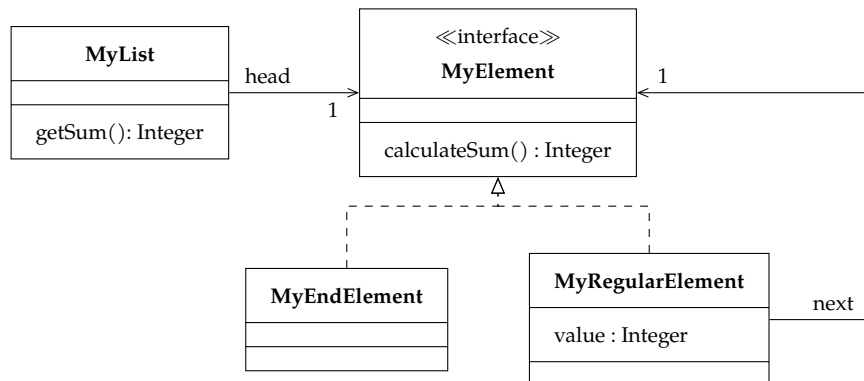 MyList
getSum(): Integer
head
1
≪interface≫
MyElement
calculateSum() : Integer
1
MyEndElement
MyRegularElement
value : Integer
next